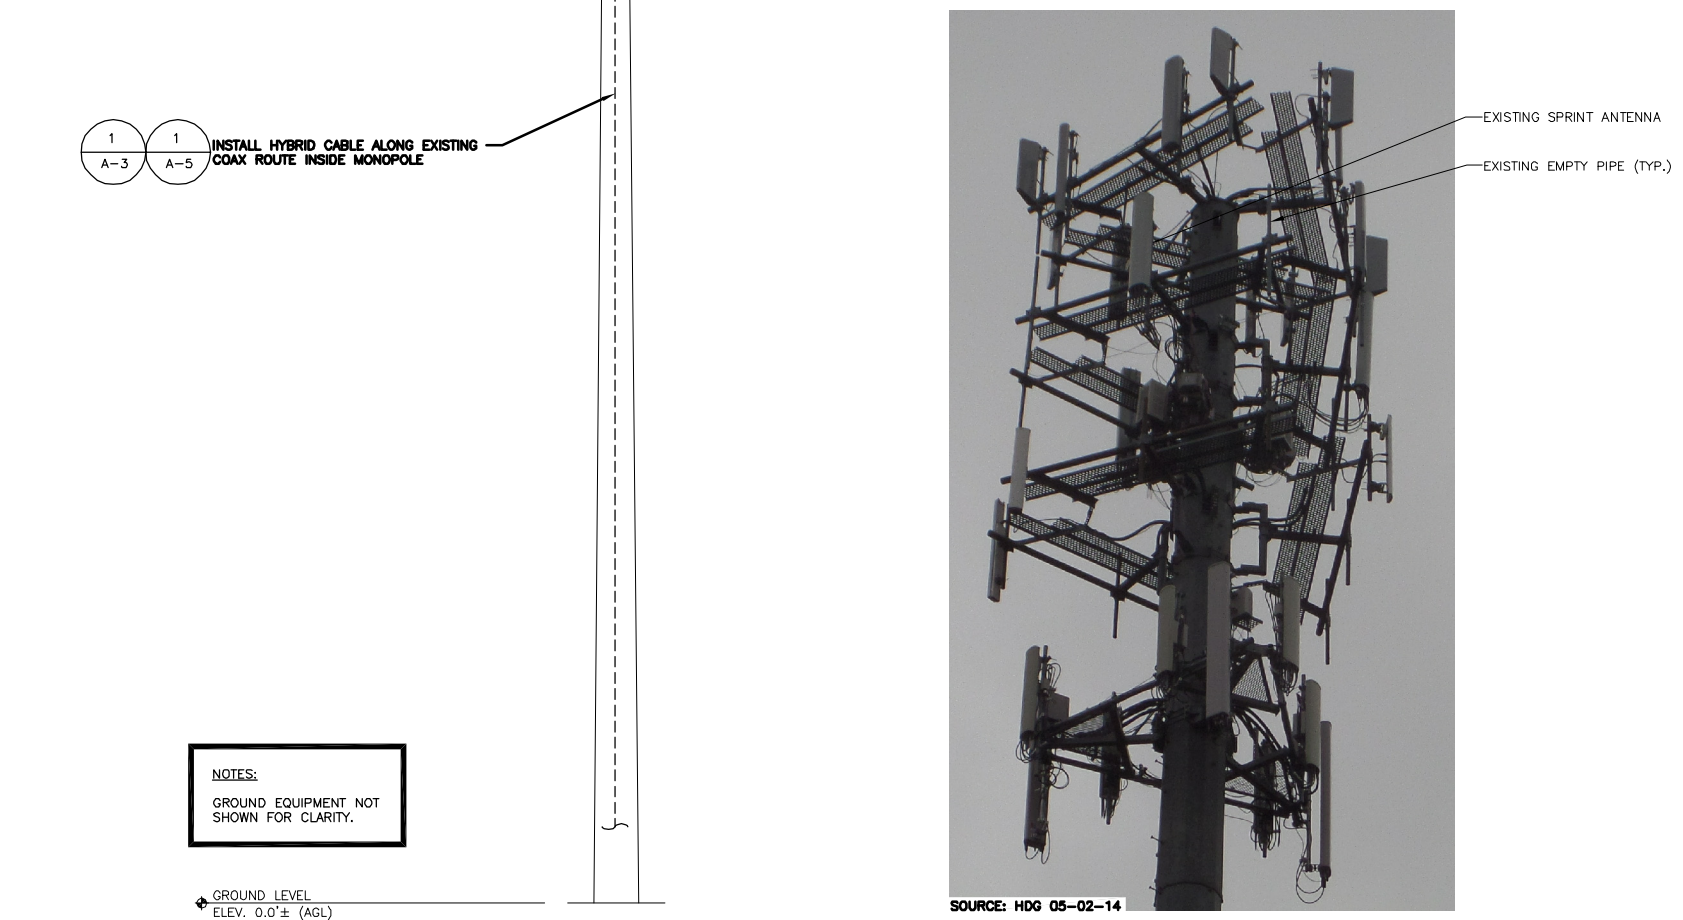 1
A-3
1
A-5
INSTALL HYBRID CABLE ALONG EXISTING
COAX ROUTE INSIDE MONOPOLE
NOTES:
GROUND EQUIPMENT NOT
SHOWN FOR CLARITY.
GROUND LEVEL
ELEV. 0.0'± (AGL)
EXISTING SPRINT ANTENNA
EXISTING EMPTY PIPE (TYP.)
SOURCE: HDG 05-02-14